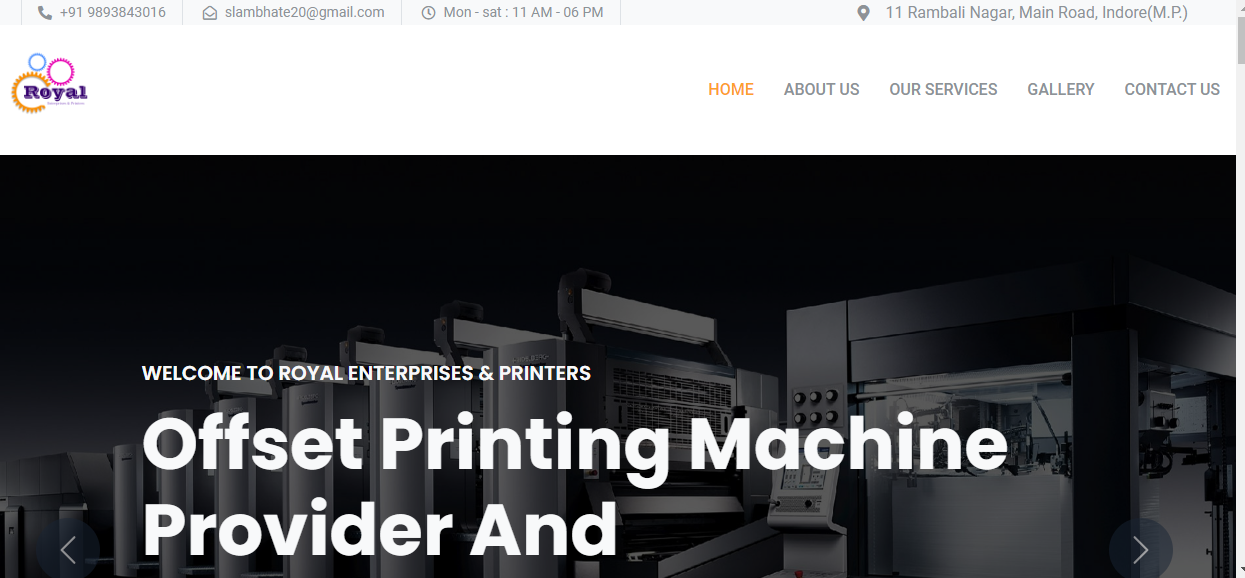 +91 9893843016
slambhate20@gmail.com
Mon - sat : 11 AM - 06 PM
11 Rambali Nagar, Main Road, Indore(M.P.)
Royal
HOME
ABOUT US
OUR SERVICES
GALLERY
CONTACT US
WELCOME TO ROYAL ENTERPRISES & PRINTERS
Offset Printing Machine
Provider And